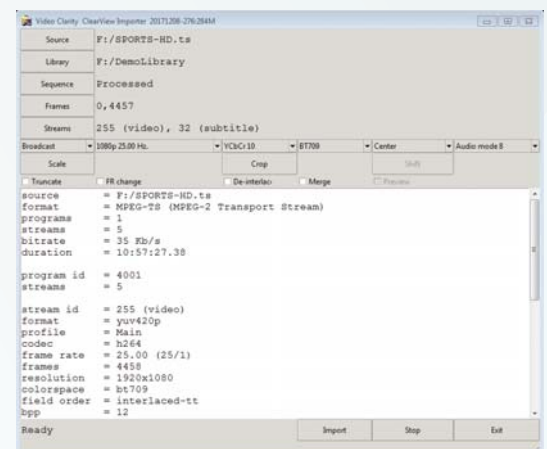 Video Clarity ClearView Importer 20171208-276:284M
Source F:/SPORTS-HD.ts
Library F:/DemoLibrary
Sequence Processed
Frames 0,4457
Streams 255 (video), 32 (subtitle)
Broadcast 1080p 25.00 Hz. YCbCr 10 BT709 Center Audio mode 8
Scale Crop Shift
Truncate FR change De-interlac Merge Preview
source = F:/SPORTS-HD.ts
format = MPEG-TS (MPEG-2 Transport Stream)
programs = 1
streams = 5
bitrate = 35 Kb/s
duration = 10:57:27.38
program id = 4001
streams = 5
stream id = 255 (video)
format = yuv420p
profile = Main
codec = h264
frame rate = 25.00 (25/1)
frames = 4458
resolution = 1920x1080
colorspace = bt709
field order = interlaced-tt
bpp = 12
Ready Import Stop Exit